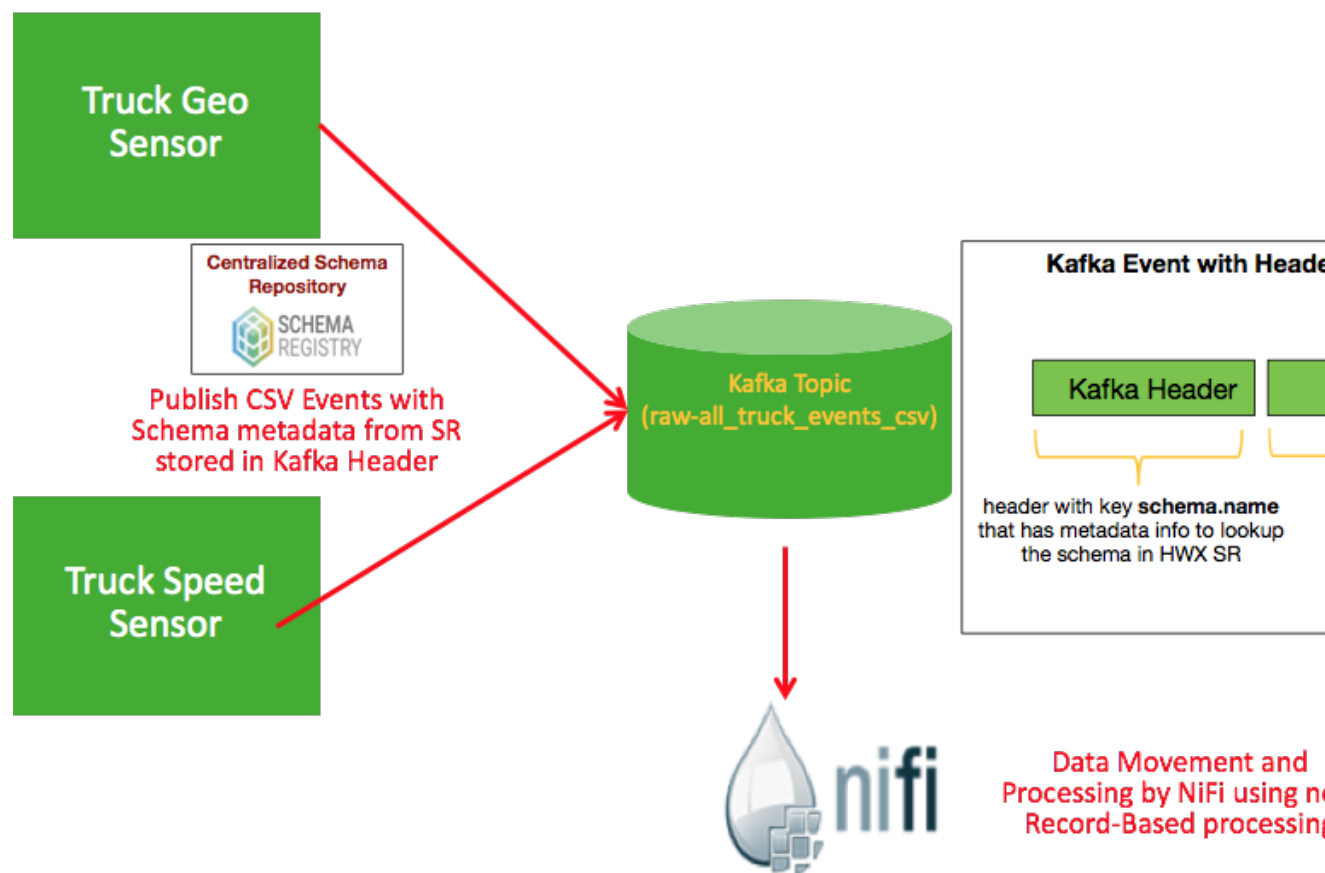 Truck Geo
Sensor
Centralized Schema
Repository
SCHEMA
REGISTRY
Publish CSV Events with
Schema metadata from SR
stored in Kafka Header
Truck Speed
Sensor
Kafka Topic
(raw-all_truck_events_csv)
Kafka Event with
Kafka Header
header with key schema.name
that has metadata info to lookup
the schema in HWX SR
nifi
Data Movement and
Processing by NiFi using
Record-Based processing